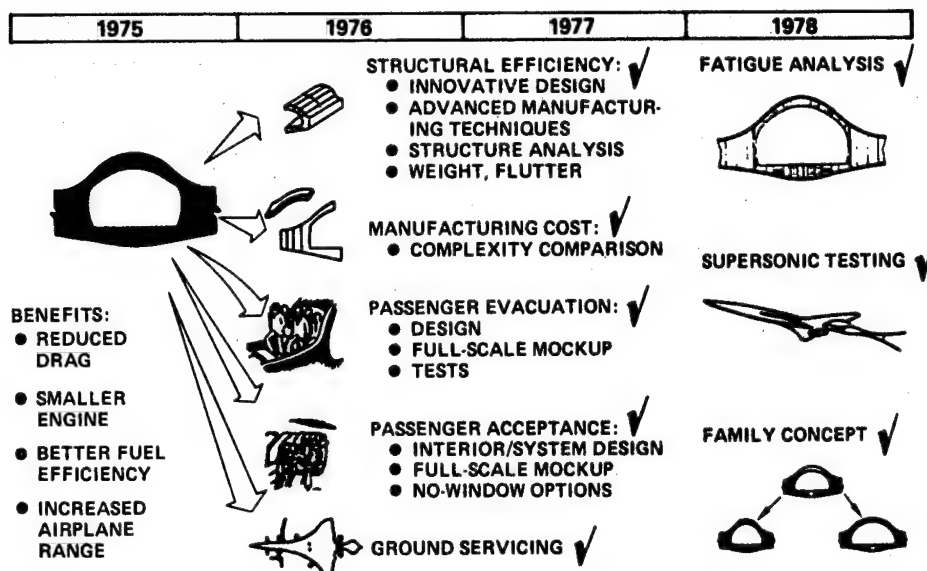 1975 1976 1977 1978
STRUCTURAL EFFICIENCY:
● INNOVATIVE DESIGN
● ADVANCED MANUFACTUR-
ING TECHNIQUES
● STRUCTURE ANALYSIS
● WEIGHT, FLUTTER
MANUFACTURING COST:
● COMPLEXITY COMPARISON
PASSENGER EVACUATION:
● DESIGN
● FULL-SCALE MOCKUP
● TESTS
PASSENGER ACCEPTANCE:
● INTERIOR/SYSTEM DESIGN
● FULL-SCALE MOCKUP
● NO-WINDOW OPTIONS
GROUND SERVICING
BENEFITS:
● REDUCED
DRAG
● SMALLER
ENGINE
● BETTER FUEL
EFFICIENCY
● INCREASED
AIRPLANE
RANGE
FATIGUE ANALYSIS
SUPERSONIC TESTING
FAMILY CONCEPT